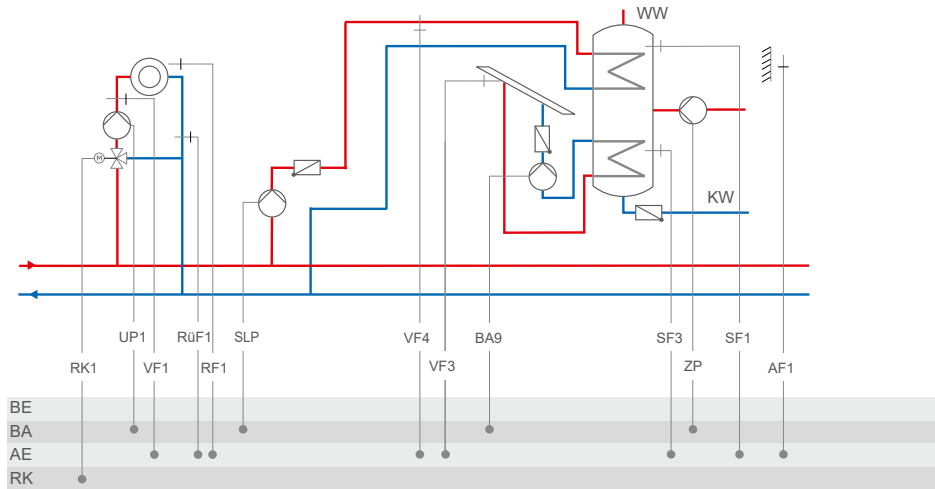 WW
M
KW
UP1
RüF1
SLP
VF4
BA9
SF3
SF1
RK1
VF1
RF1
VF3
ZP
AF1
BE
BA
AE
RK